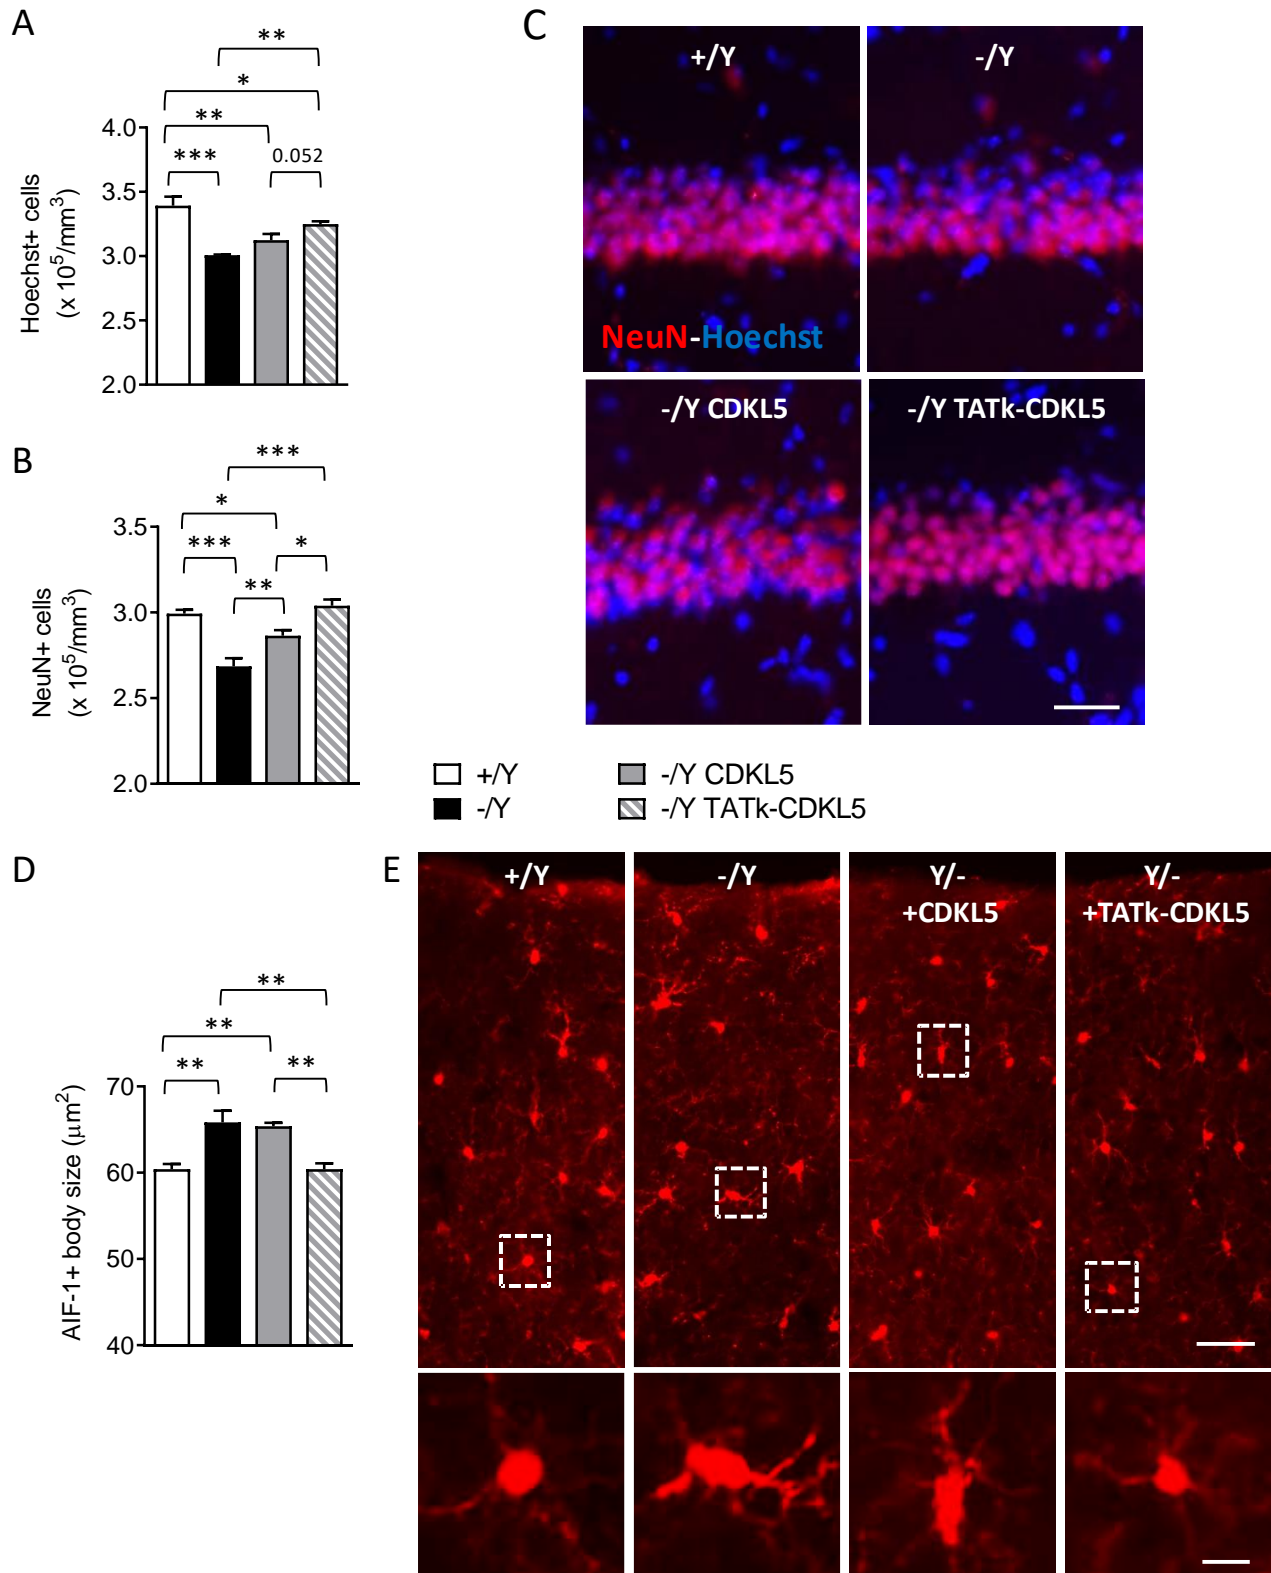 A
**
*
**
***
0.052
4.0
3.5
3.0
2.5
2.0
Hoechst+ cells
(x 10⁵/mm³)
B
***
*
***
*
**
3.5
3.0
2.5
2.0
NeuN+ cells
(x 10⁵/mm³)
C
+/Y
-/Y
NeuN-Hoechst
-/Y CDKL5
-/Y TATk-CDKL5
+/Y
-/Y CDKL5
-/Y
-/Y TATk-CDKL5
D
**
**
**
**
70
60
50
40
AIF-1+ body size (μm²)
E
+/Y
-/Y
Y/-
+CDKL5
Y/-
+TATk-CDKL5